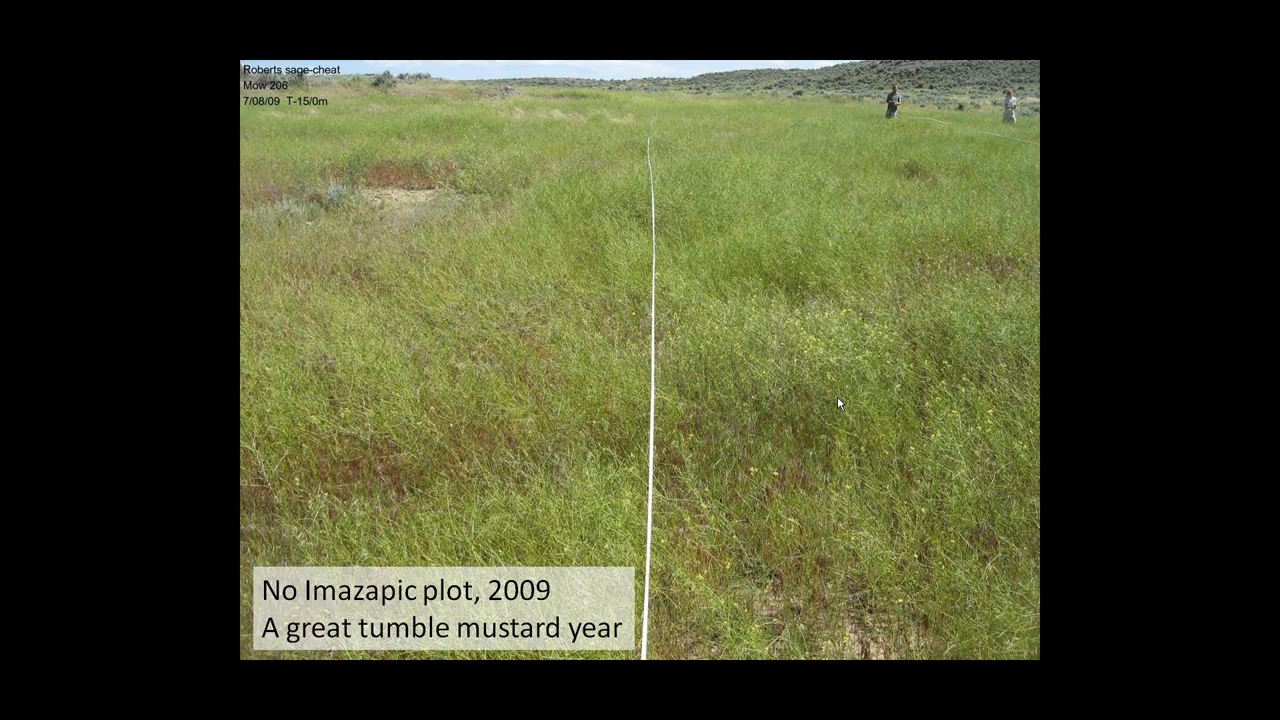 Roberts sage-cheat
Mow 206
7/08/09 T-15/0m
No Imazapic plot, 2009
A great tumble mustard year